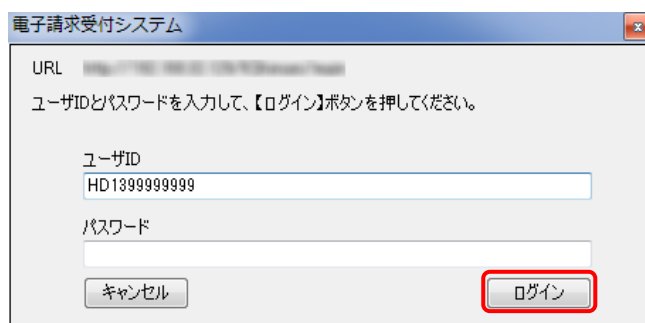 電子請求受付システム
URL
ユーザIDとパスワードを入力して、【ログイン】ボタンを押してください。
ユーザID
HD1399999999
パスワード
キャンセル ログイン